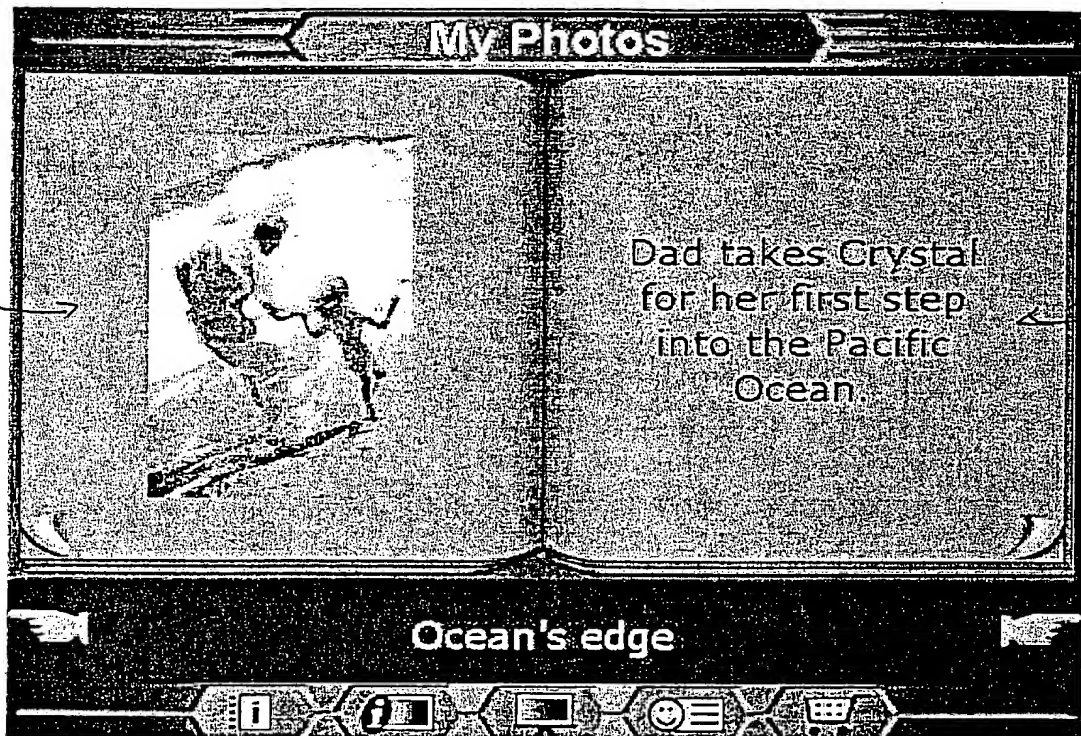 My Photos
Dad takes Crystal
for her first step
into the Pacific
Ocean.
Ocean's edge
i
i